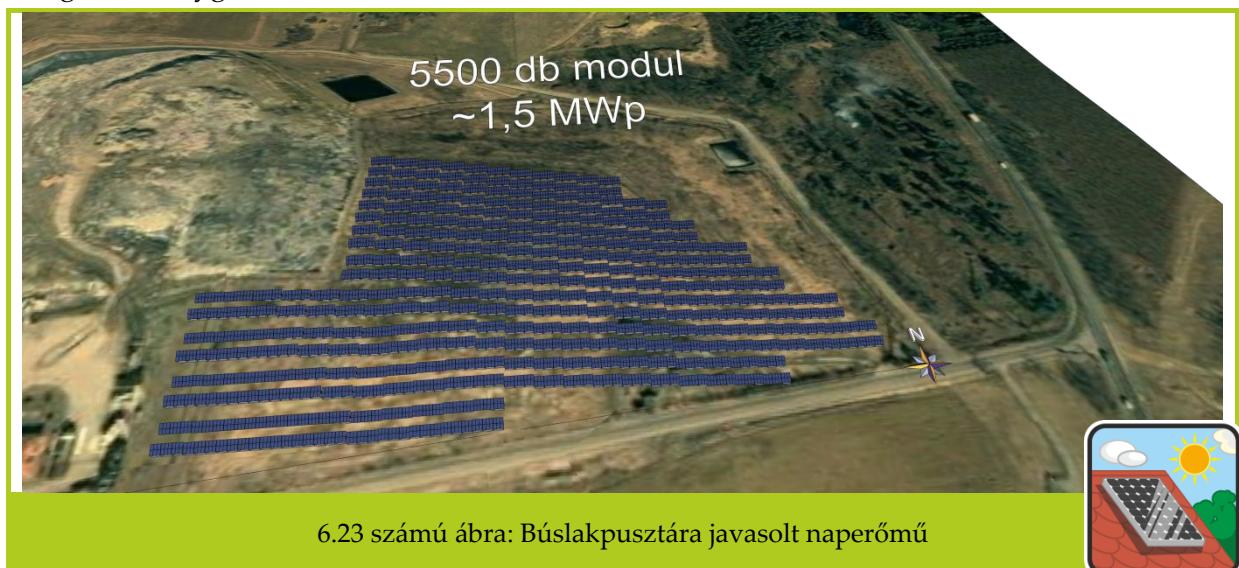 5500 db modul
~1,5 MWp
N
6.23 számú ábra: Búslakpusztára javasolt naperőmű